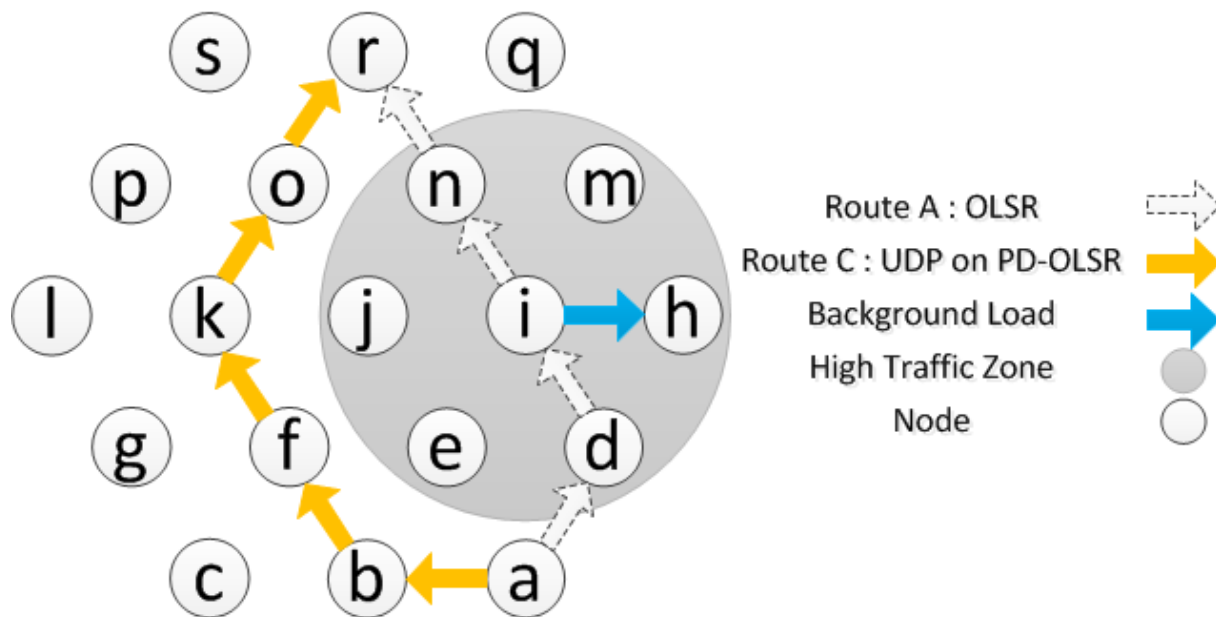 s r q
p o n m
l k j i h
g f e d
c b a
Route A : OLSR
Route C : UDP on PD-OLSR
Background Load
High Traffic Zone
Node